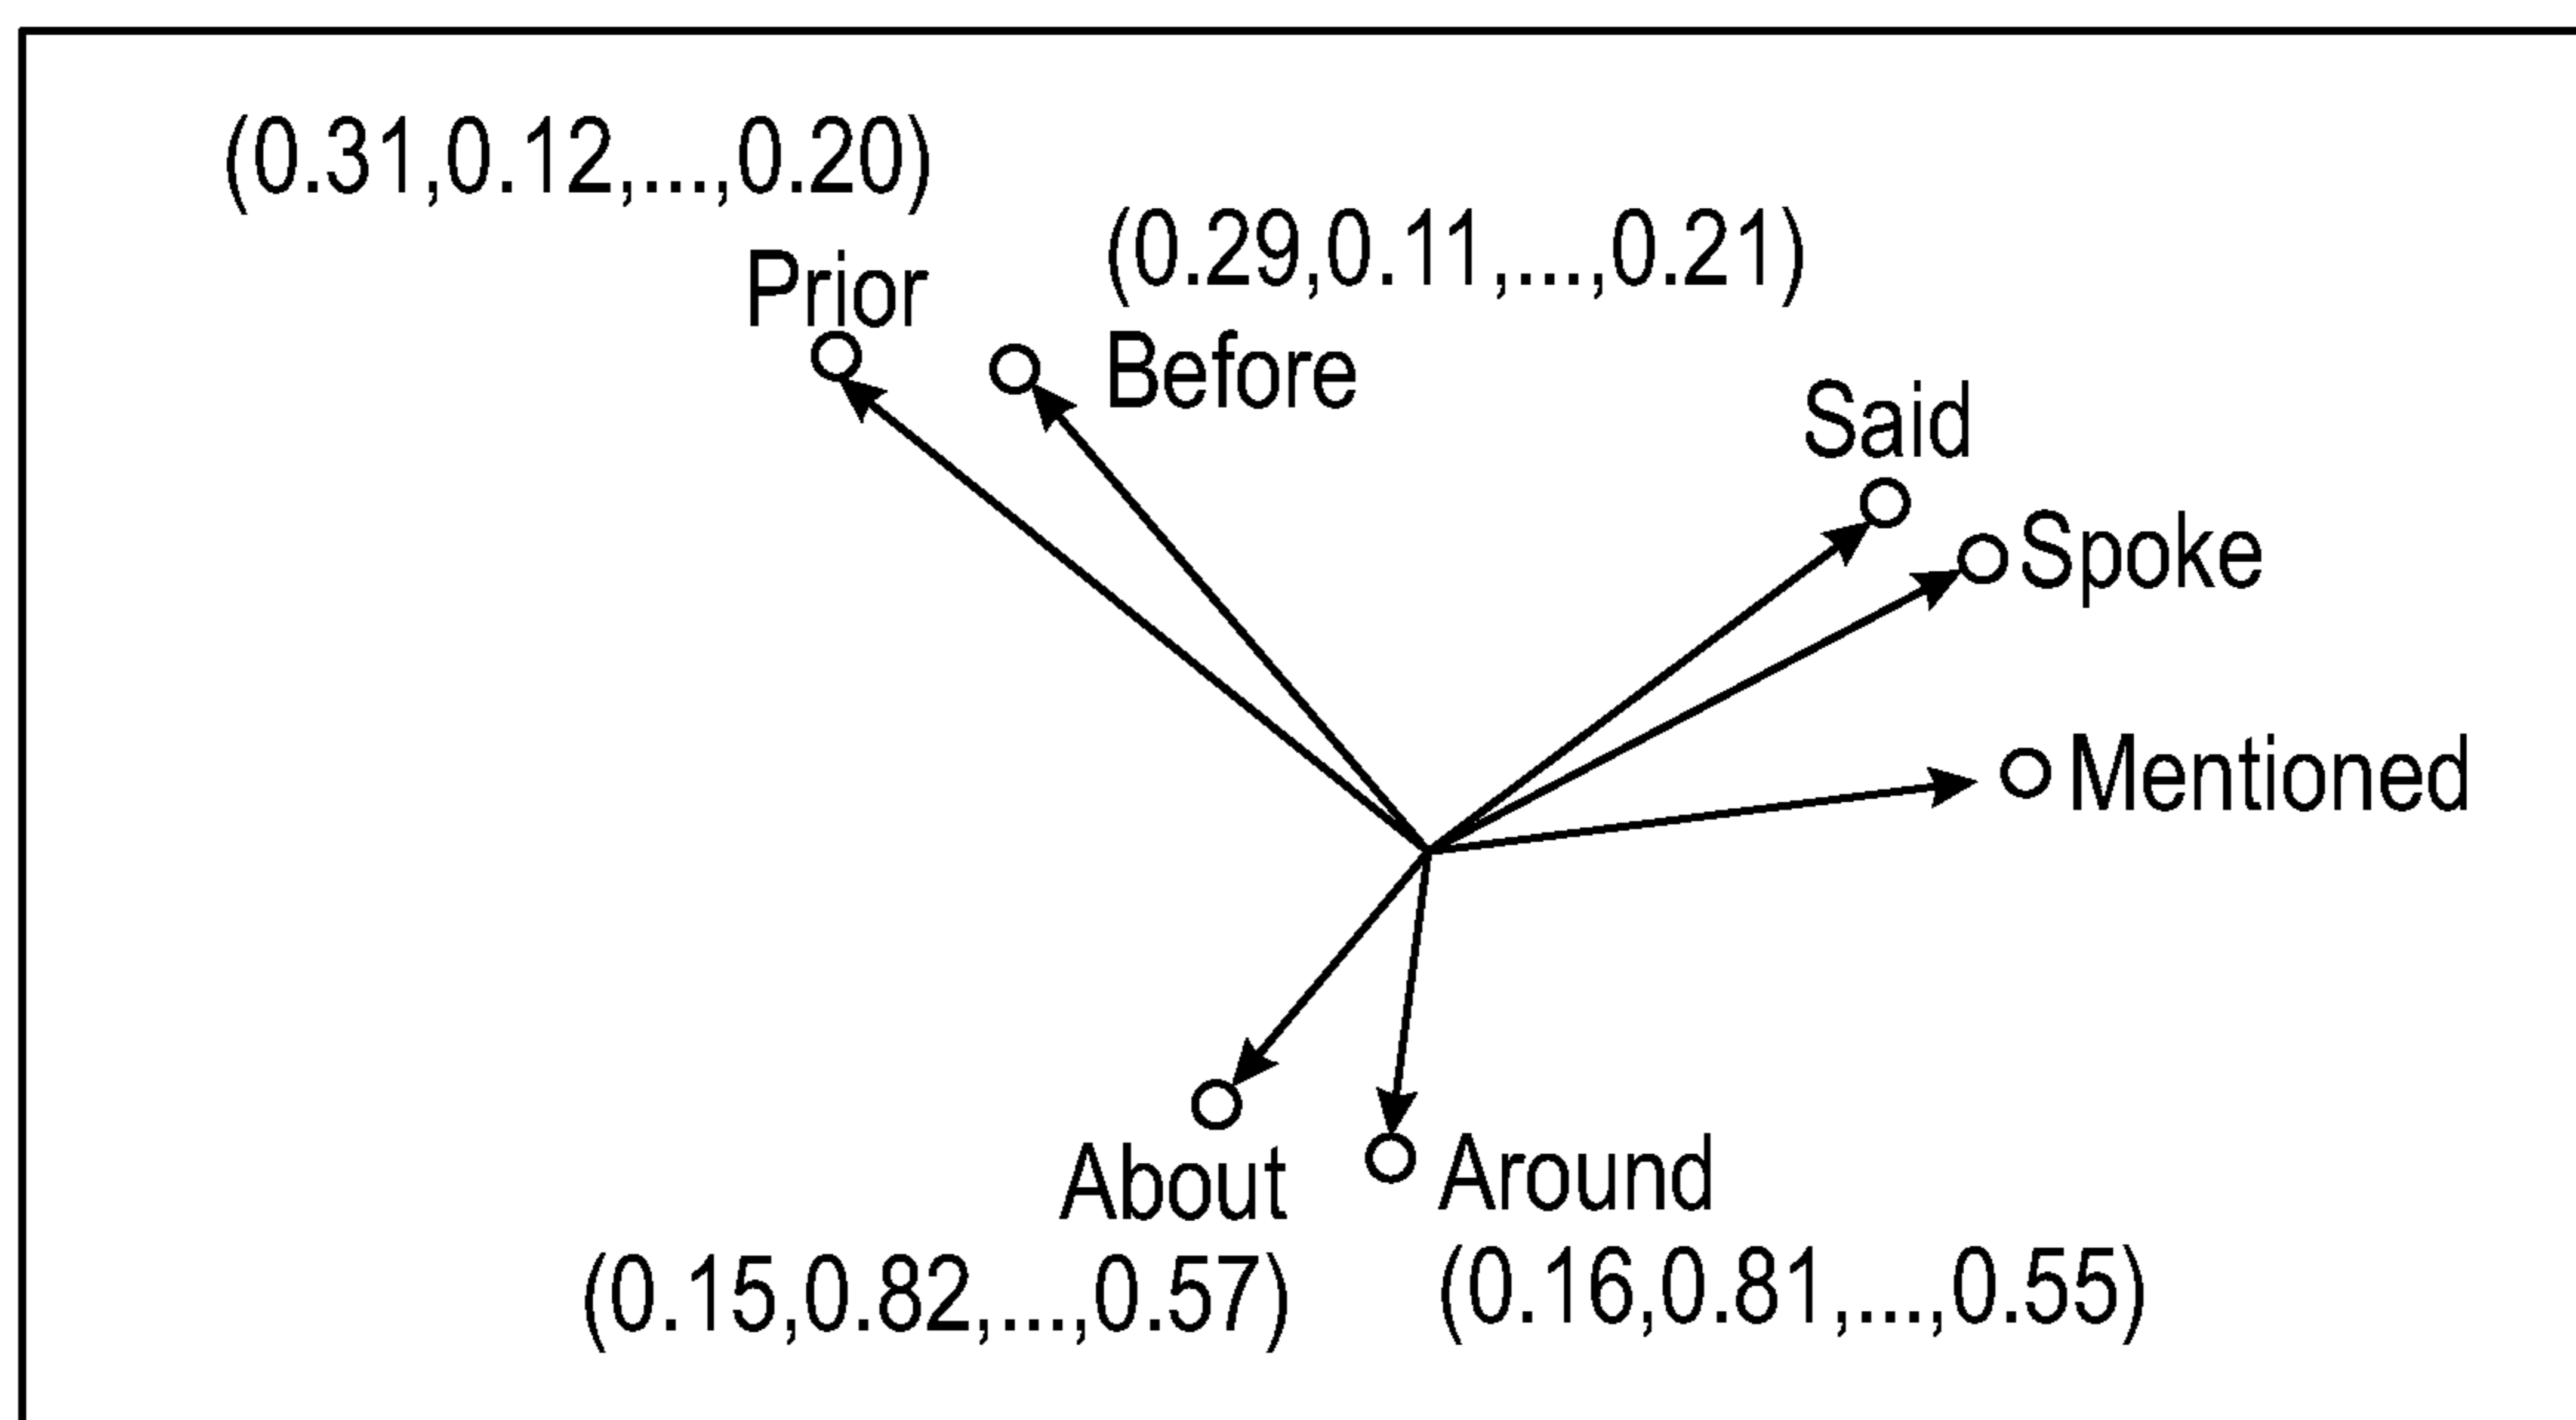 (0.31,0.12,...,0.20)
Prior
(0.29,0.11,...,0.21)
Before
Said
Spoke
Mentioned
About
(0.15,0.82,...,0.57)
Around
(0.16,0.81,...,0.55)